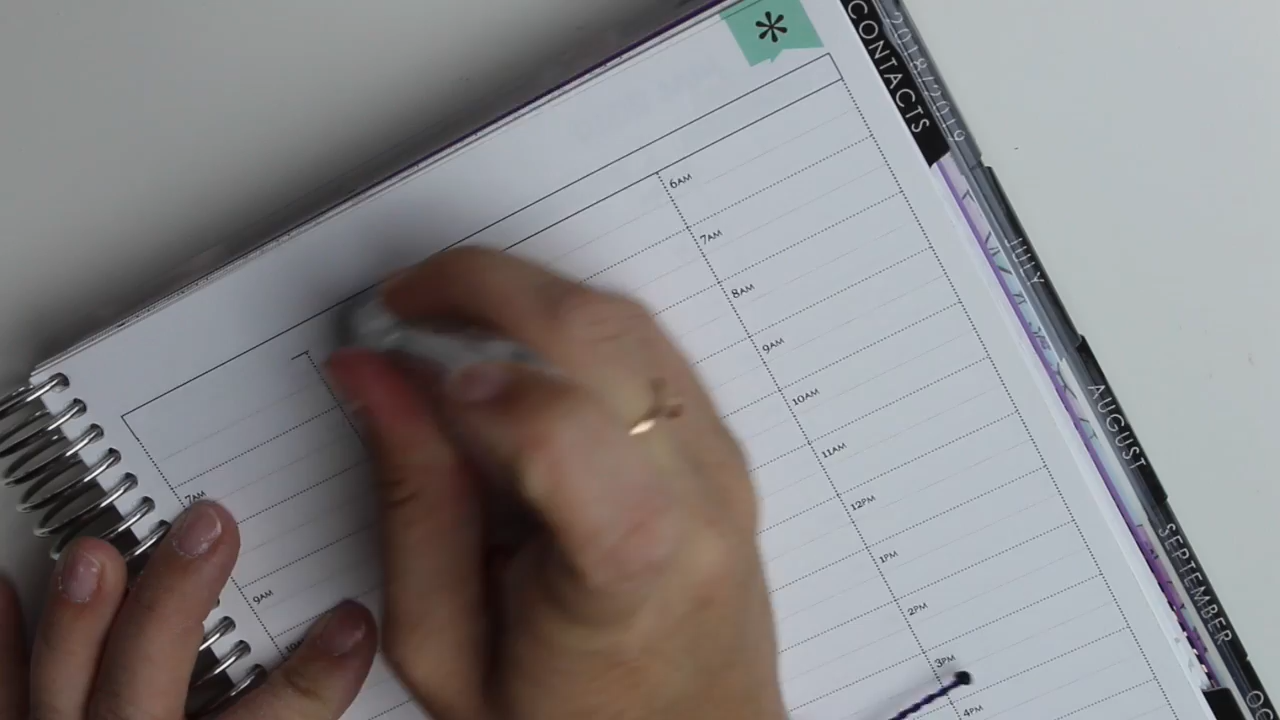 *
CONTACTS
2018/2019
6AM
7AM
8AM
9AM
10AM
11AM
12PM
1PM
2PM
3PM
4PM
7AM
9AM
JULY
AUGUST
SEPTEMBER